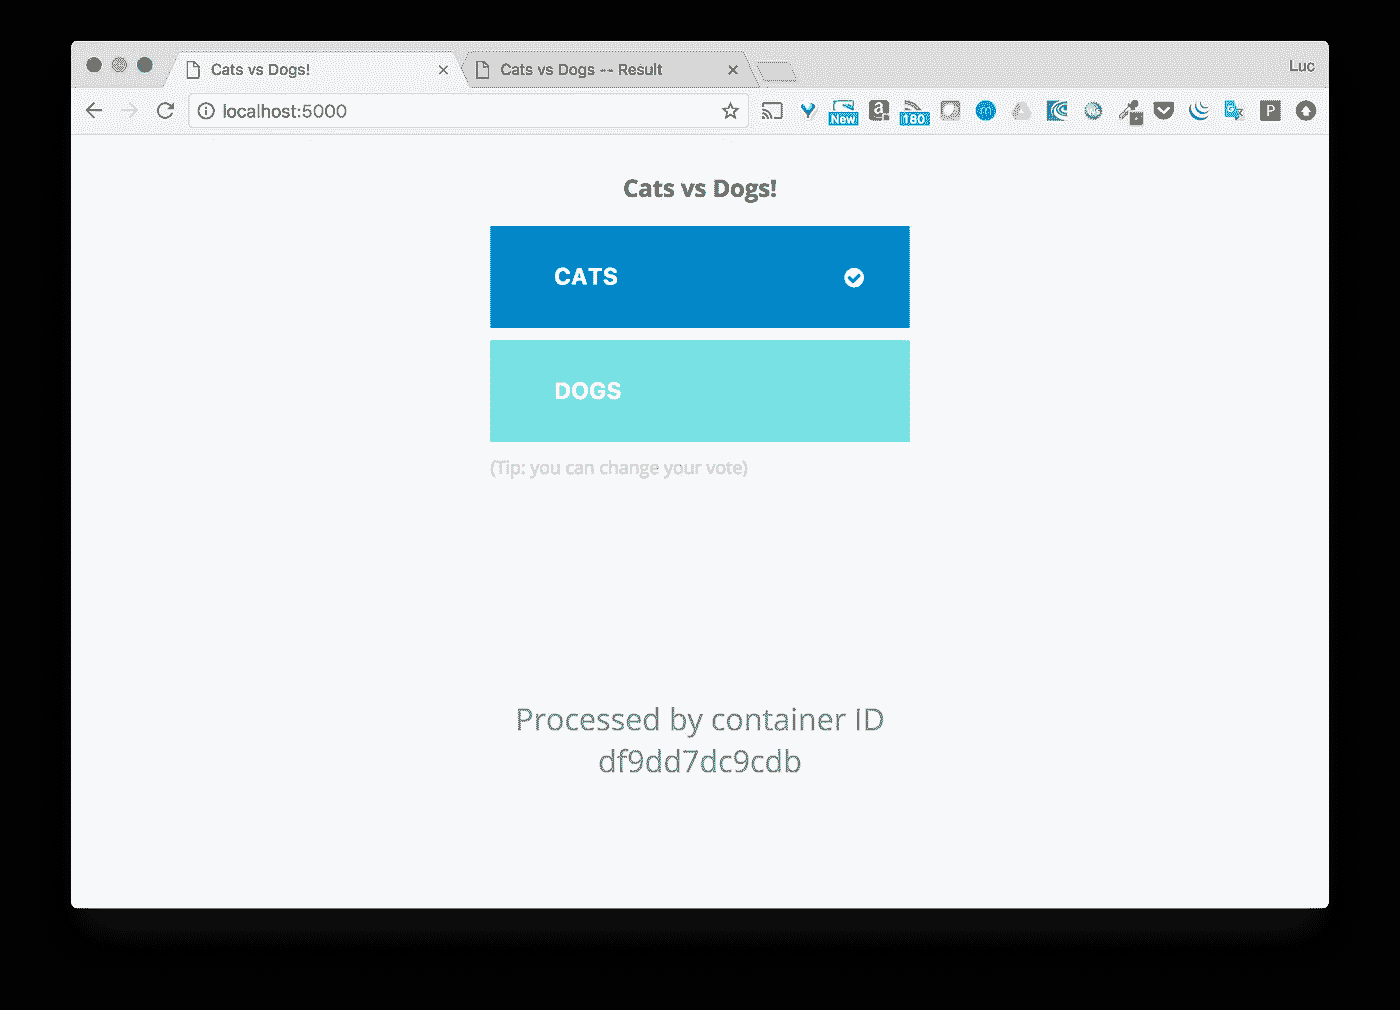 Cats vs Dogs!
Cats vs Dogs -- Result
Luc
localhost:5000
New
180
Cats vs Dogs!
CATS
DOGS
(Tip: you can change your vote)
Processed by container ID
df9dd7dc9cdb